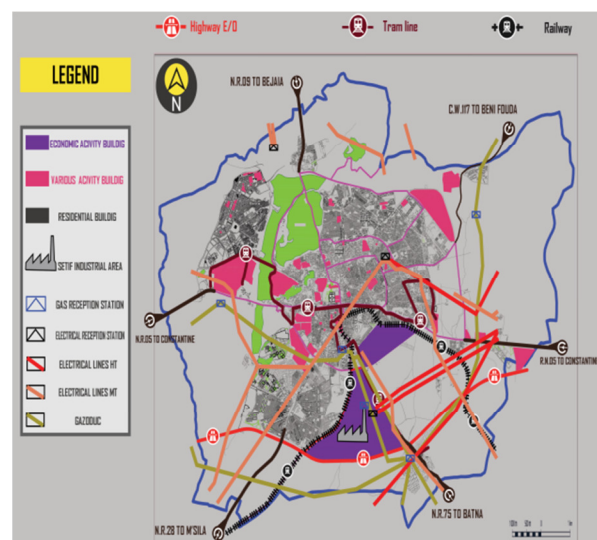 Highway E/O
Tram line
Railway
LEGEND
N
N.R.09 TO BEJAIA
C.W.117 TO BENI FOUDA
ECONOMIC ACIVITY BUILDIG
VARIOUS ACIVITY BUILDIG
RESIDENTIAL BUILDIG
SETIF INDUSTRIAL AREA
GAS RECEPTION STATION
ELECTRICAL RECEPTION STATION
ELECTRICAL LINES HT
ELECTRICAL LINES MT
GAZODUC
N.R.05 TO CONSTANTINE
R.N.05 TO CONSTANTINE
N.R.75 TO BATNA
N.R.28 TO M'SILA